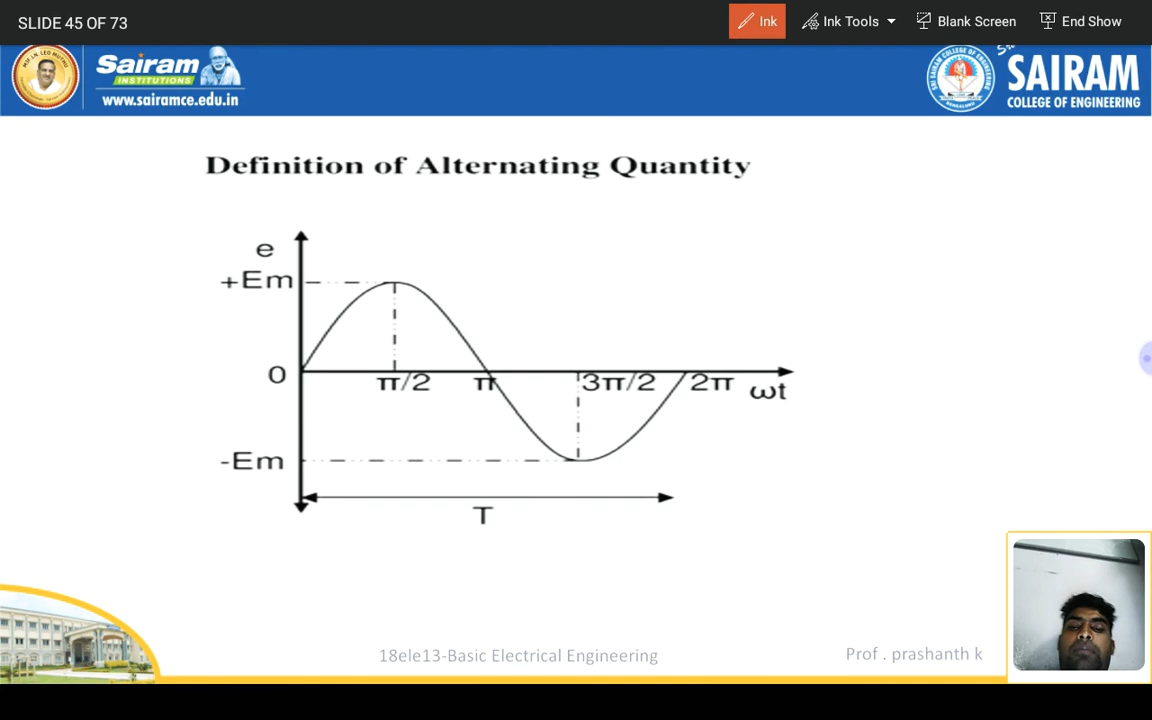 SLIDE 45 OF 73
Ink
Ink Tools
Blank Screen
End Show
Sairam
INSTITUTIONS
www.sairamce.edu.in
SAIRAM
COLLEGE OF ENGINEERING
Definition of Alternating Quantity
e
+Em
0
π/2 π 3π/2 2π
ωt
-Em
T
18ele13-Basic Electrical Engineering
Prof . prashanth k